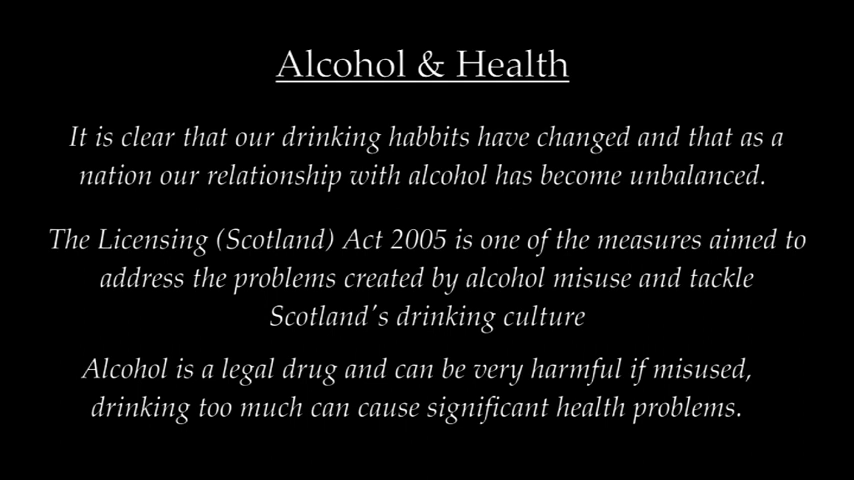 Alcohol & Health
It is clear that our drinking habbits have changed and that as a
nation our relationship with alcohol has become unbalanced.
The Licensing (Scotland) Act 2005 is one of the measures aimed to
address the problems created by alcohol misuse and tackle
Scotland's drinking culture
Alcohol is a legal drug and can be very harmful if misused,
drinking too much can cause significant health problems.